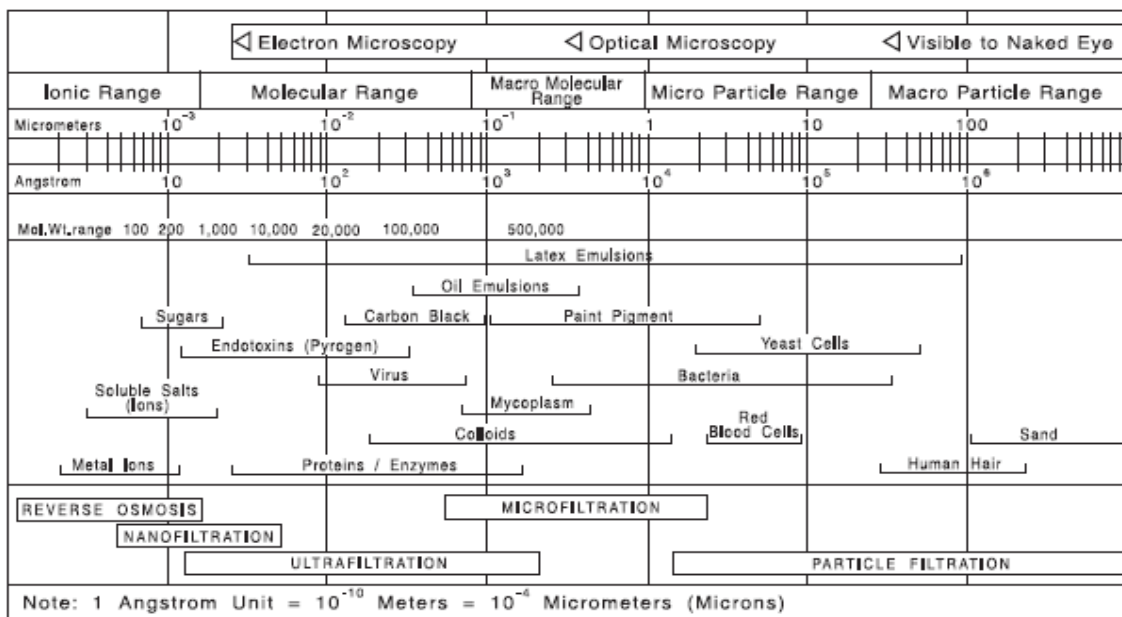 Electron Microscopy Optical Microscopy Visible to Naked Eye
Ionic Range Molecular Range Macro Molecular Range Micro Particle Range Macro Particle Range
Micrometers 10⁻³ 10⁻² 10⁻¹ 1 10 100
Angstrom 10 10² 10³ 10⁴ 10⁵ 10⁶
Mol.Wt.range 100 200 1,000 10,000 20,000 100,000 500,000
Latex Emulsions
Oil Emulsions
Sugars Carbon Black Paint Pigment
Endotoxins (Pyrogen) Yeast Cells
Virus Bacteria
Soluble Salts
(Ions) Mycoplasm
Red
Colloids Blood Cells Sand
Metal Ions Proteins / Enzymes Human Hair
REVERSE OSMOSIS MICROFILTRATION
NANOFILTRATION
ULTRAFILTRATION PARTICLE FILTRATION
Note: 1 Angstrom Unit = 10⁻¹⁰ Meters = 10⁻⁴ Micrometers (Microns)